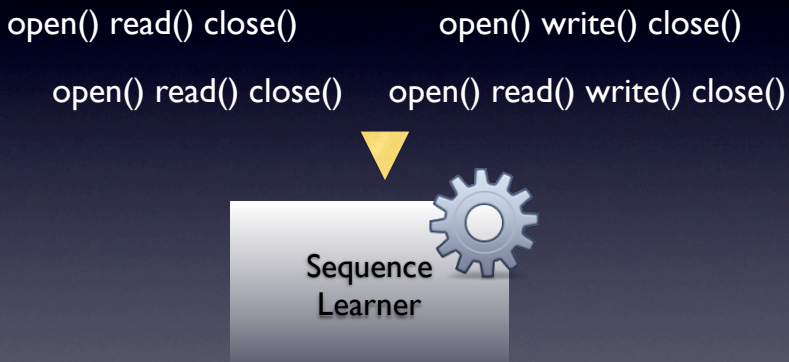 open() read() close() open() write() close()
open() read() close() open() read() write() close()
Sequence
Learner